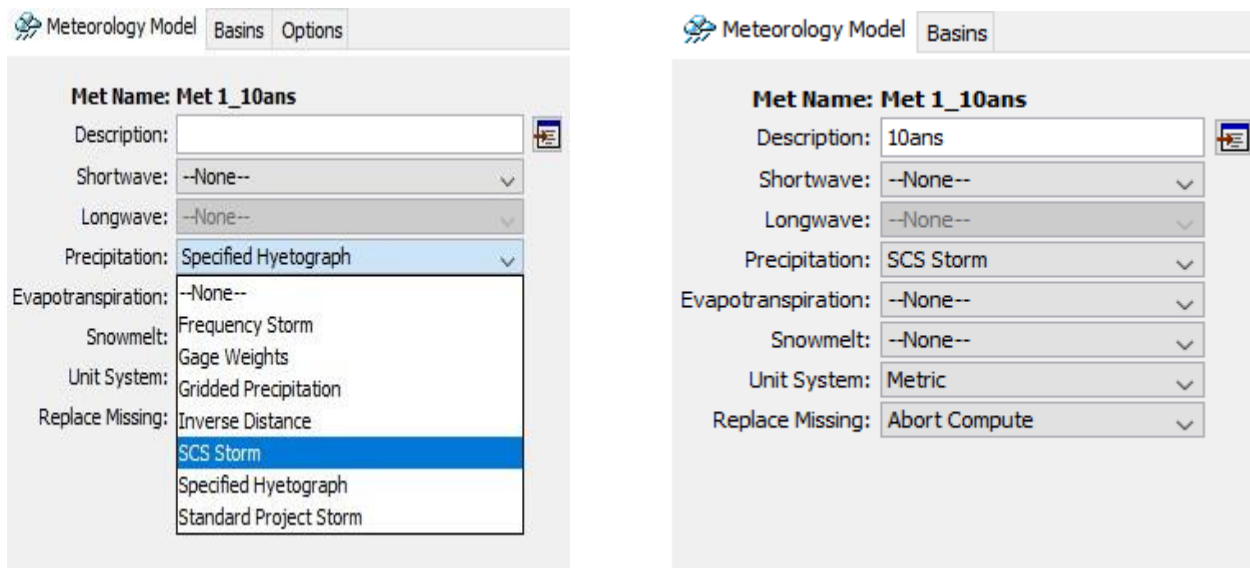 Meteorology Model Basins Options
Met Name: Met 1_10ans
Description:
Shortwave: --None--
Longwave: --None--
Precipitation: Specified Hyetograph
Evapotranspiration: --None--
Snowmelt: Frequency Storm
Gage Weights
Unit System: Gridded Precipitation
Replace Missing: Inverse Distance
SCS Storm
Specified Hyetograph
Standard Project Storm
Meteorology Model Basins
Met Name: Met 1_10ans
Description: 10ans
Shortwave: --None--
Longwave: --None--
Precipitation: SCS Storm
Evapotranspiration: --None--
Snowmelt: --None--
Unit System: Metric
Replace Missing: Abort Compute